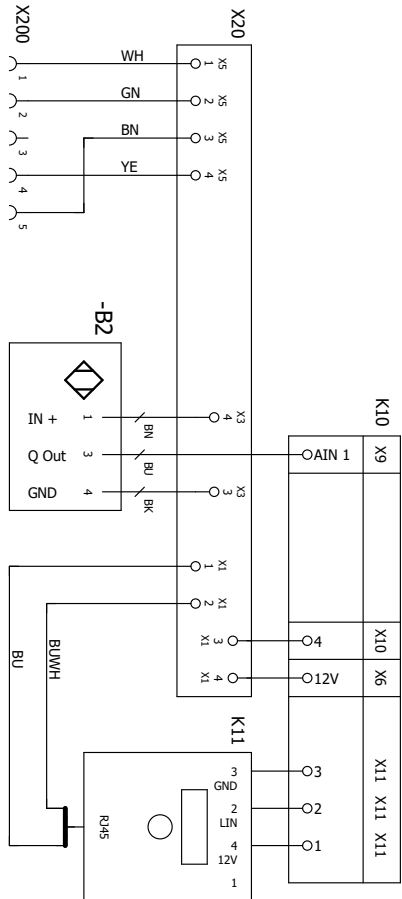 X200
X20
WH
1
1 X5
GN
2
2 X5
BN
3
3 X5
YE
4
4 X5
5
-B2
K10
IN +
1
BN
4 X3
Q Out
3
BU
AIN 1
X9
GND
4
BK
3 X3
1 X1
2 X1
X1 3
4
X10
X1 4
12V
X6
BU
BUWH
K11
RJ45
3
GND
3
X11
2
LIN
2
X11
4
12V
1
X11
1